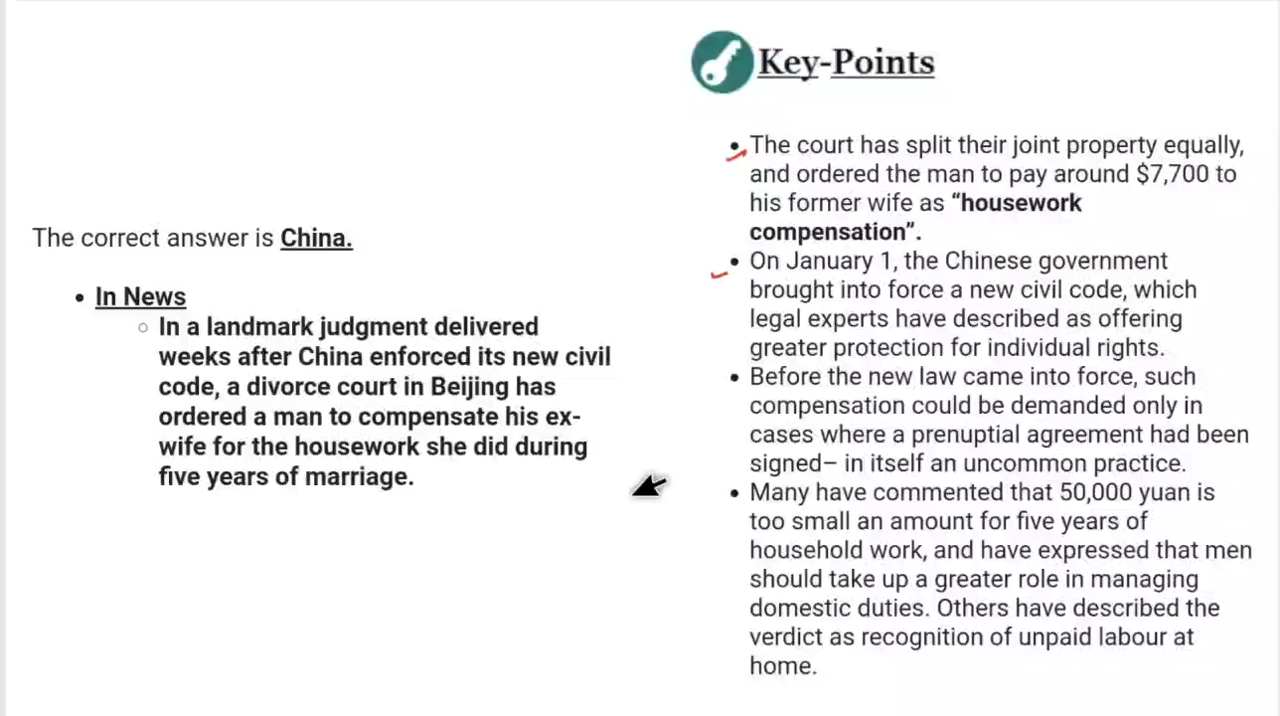 The correct answer is China.
In News
In a landmark judgment delivered
weeks after China enforced its new civil
code, a divorce court in Beijing has
ordered a man to compensate his ex-
wife for the housework she did during
five years of marriage.
Key-Points
The court has split their joint property equally,
and ordered the man to pay around $7,700 to
his former wife as “housework
compensation”.
On January 1, the Chinese government
brought into force a new civil code, which
legal experts have described as offering
greater protection for individual rights.
Before the new law came into force, such
compensation could be demanded only in
cases where a prenuptial agreement had been
signed– in itself an uncommon practice.
Many have commented that 50,000 yuan is
too small an amount for five years of
household work, and have expressed that men
should take up a greater role in managing
domestic duties. Others have described the
verdict as recognition of unpaid labour at
home.